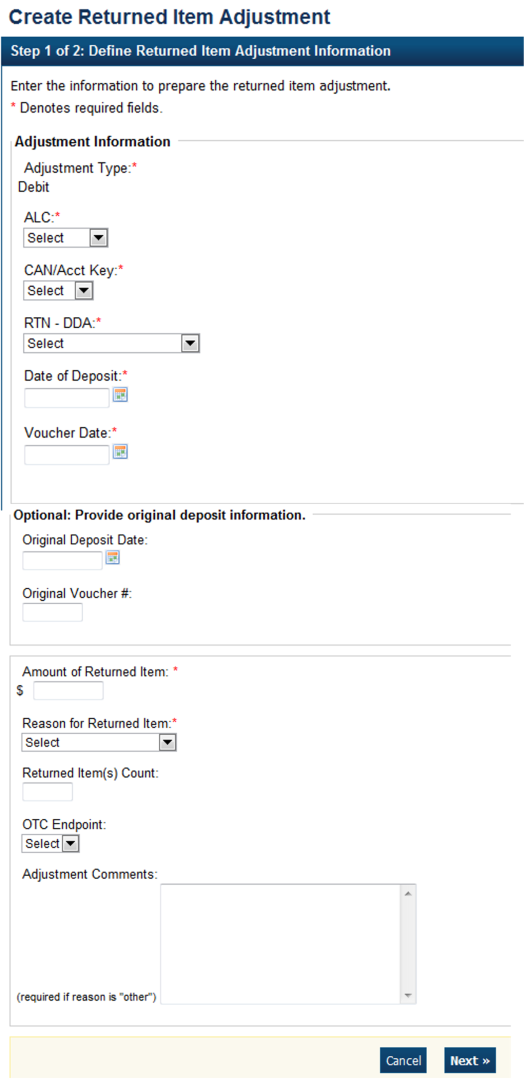 Create Returned Item Adjustment
Step 1 of 2: Define Returned Item Adjustment Information
Enter the information to prepare the returned item adjustment.
* Denotes required fields.
Adjustment Information
Adjustment Type:*
Debit
ALC:*
Select
CAN/Acct Key:*
Select
RTN - DDA:*
Select
Date of Deposit:*
Voucher Date:*
Optional: Provide original deposit information.
Original Deposit Date:
Original Voucher #:
Amount of Returned Item: *
$
Reason for Returned Item:*
Select
Returned Item(s) Count:
OTC Endpoint:
Select
Adjustment Comments:
(required if reason is "other")
Cancel Next »